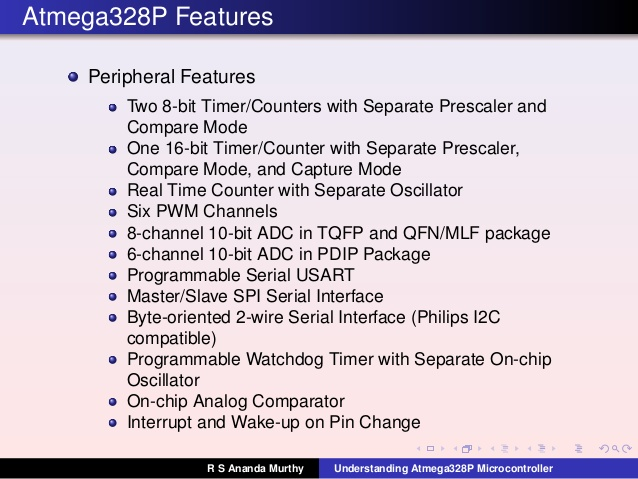 Atmega328P Features
Peripheral Features
Two 8-bit Timer/Counters with Separate Prescaler and
Compare Mode
One 16-bit Timer/Counter with Separate Prescaler,
Compare Mode, and Capture Mode
Real Time Counter with Separate Oscillator
Six PWM Channels
8-channel 10-bit ADC in TQFP and QFN/MLF package
6-channel 10-bit ADC in PDIP Package
Programmable Serial USART
Master/Slave SPI Serial Interface
Byte-oriented 2-wire Serial Interface (Philips I2C
compatible)
Programmable Watchdog Timer with Separate On-chip
Oscillator
On-chip Analog Comparator
Interrupt and Wake-up on Pin Change
R S Ananda Murthy Understanding Atmega328P Microcontroller